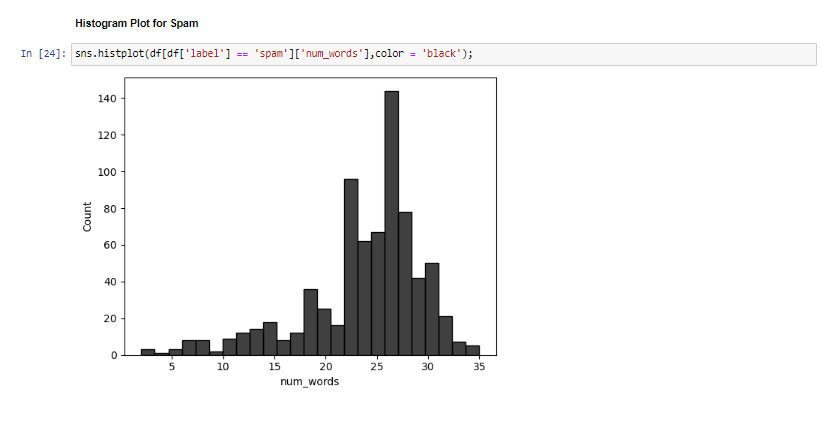 Histogram Plot for Spam
In [24]: sns.histplot(df[df['label'] == 'spam']['num_words'],color = 'black');
140
120
100
80
60
40
20
0
Count
5 10 15 20 25 30 35
num_words